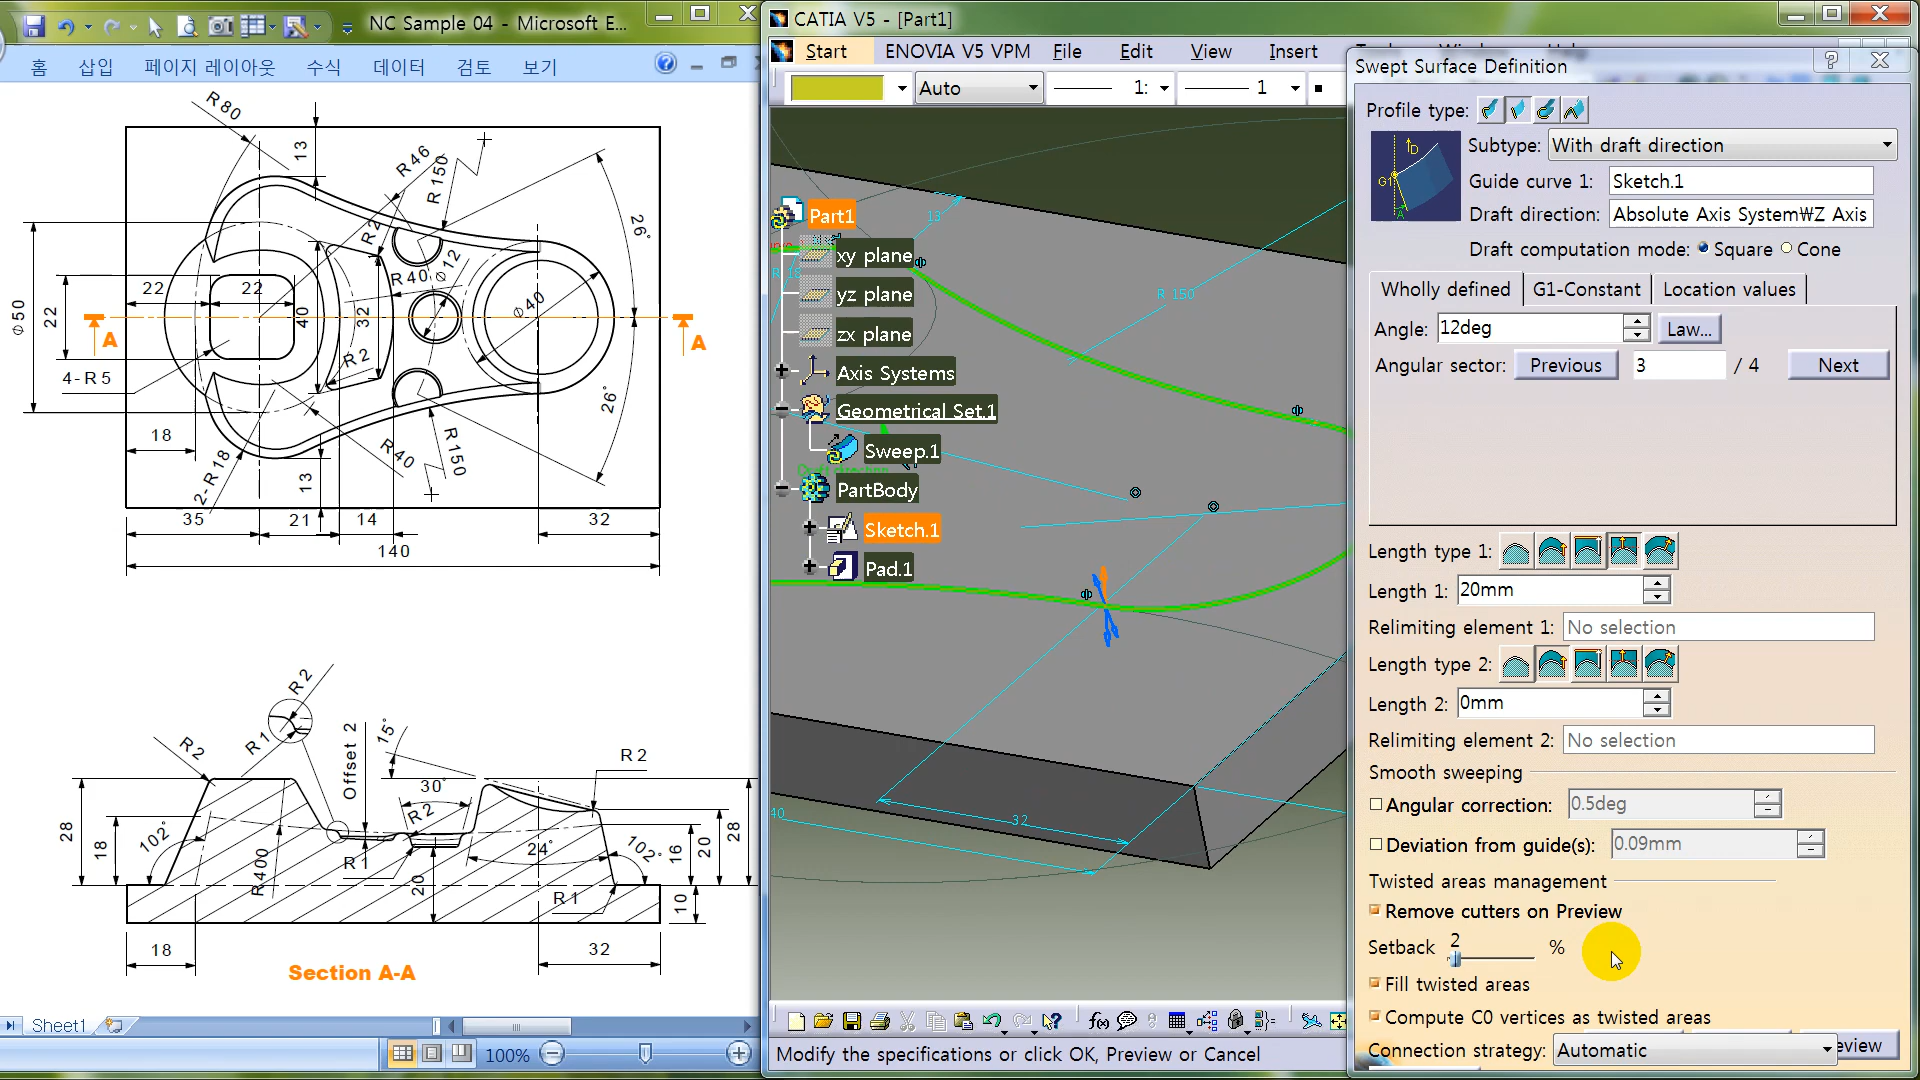 NC Sample 04 - Microsoft E...
홈 삽입 페이지 레이아웃 수식 데이터 검토 보기
R80
13
R46
R150
R2
26°
R40
Φ12
Φ40
Φ50
22
22
22
40
32
A
A
R2
4-R5
18
2-R18
R40
R150
13
26°
35
21
14
32
140
R2
R1
R2
Offset 2
15°
30°
R2
R2
28
18
102°
R400
R1
20
24°
102°
R1
16
20
28
10
18
32
Section A-A
Sheet1
100%
CATIA V5 - [Part1]
Start ENOVIA V5 VPM File Edit View Insert
Auto
1:
1
Part1
xy plane
yz plane
zx plane
Axis Systems
Geometrical Set.1
Sweep.1
Draft direction
PartBody
Sketch.1
Pad.1
13
R 150
32
40
Modify the specifications or click OK, Preview or Cancel
Swept Surface Definition
Profile type:
Subtype: With draft direction
Guide curve 1: Sketch.1
Draft direction: Absolute Axis System₩Z Axis
Draft computation mode: Square Cone
Wholly defined G1-Constant Location values
Angle: 12deg Law...
Angular sector: Previous 3 / 4 Next
Length type 1:
Length 1: 20mm
Relimiting element 1: No selection
Length type 2:
Length 2: 0mm
Relimiting element 2: No selection
Smooth sweeping
Angular correction: 0.5deg
Deviation from guide(s): 0.09mm
Twisted areas management
Remove cutters on Preview
Setback 2 %
Fill twisted areas
Compute C0 vertices as twisted areas
Connection strategy: Automatic
eview